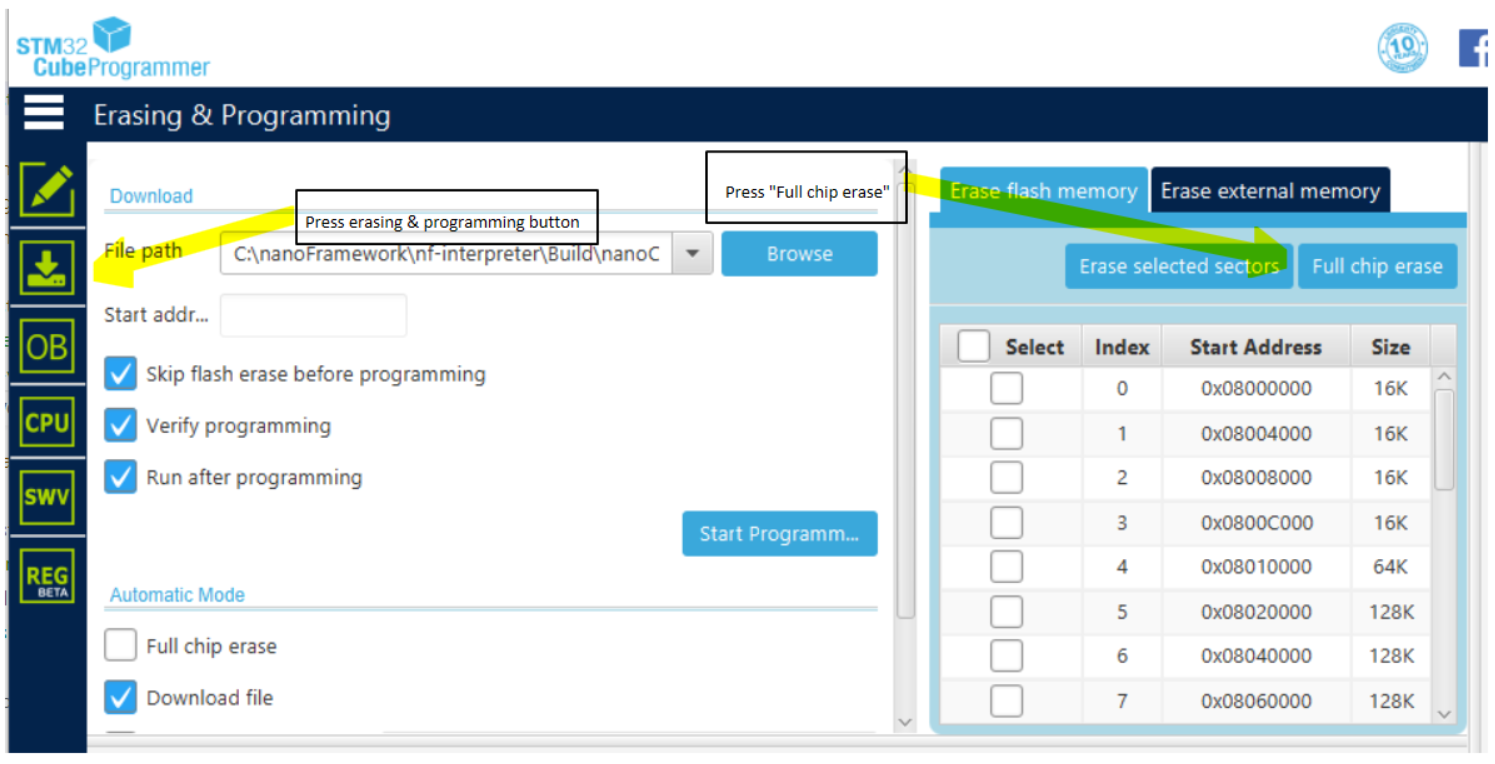 STM32
CubeProgrammer
10
Erasing & Programming
Download
Press erasing & programming button
Press "Full chip erase"
File path
C:\nanoFramework\nf-interpreter\Build\nanoC
Browse
Start addr...
Skip flash erase before programming
Verify programming
Run after programming
Start Programm...
Automatic Mode
Full chip erase
Download file
OB
CPU
SWV
REG
BETA
Erase flash memory
Erase external memory
Erase selected sectors
Full chip erase
Select Index Start Address Size
0 0x08000000 16K
1 0x08004000 16K
2 0x08008000 16K
3 0x0800C000 16K
4 0x08010000 64K
5 0x08020000 128K
6 0x08040000 128K
7 0x08060000 128K